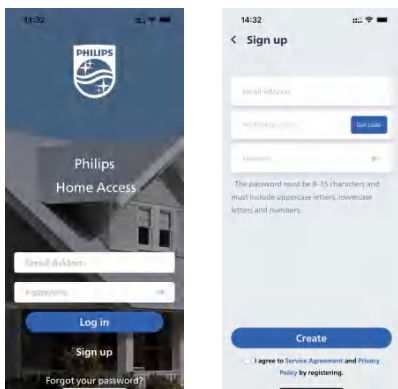 14:32
PHILIPS
Philips
Home Access
Email Address
Password
Log in
Sign up
Forgot your password?
14:32
< Sign up
Email Address
Verification code
Get code
Password
The password must be 8-15 characters and
must include uppercase letters, lowercase
letters and numbers.
Create
I agree to Service Agreement and Privacy
Policy by registering.